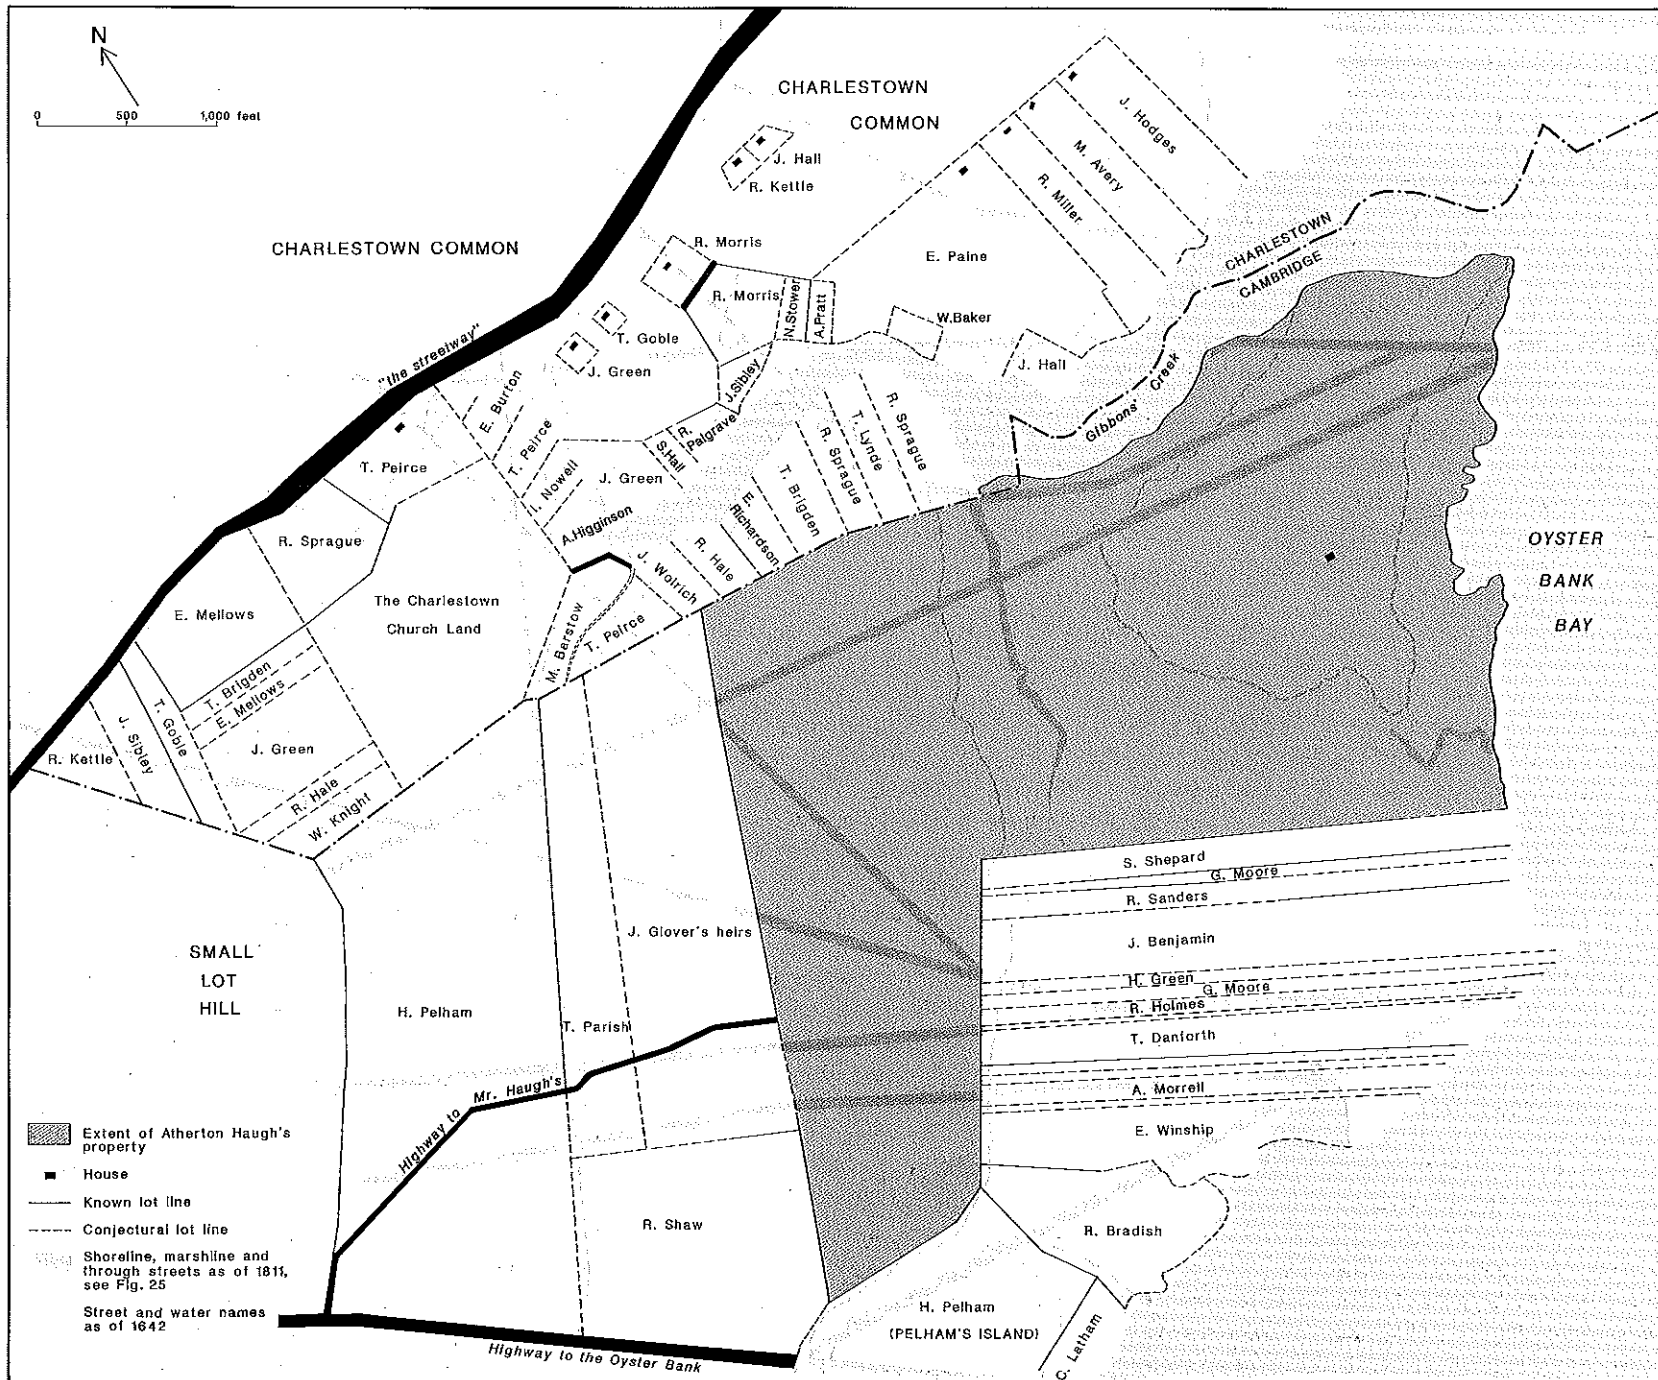 N
0 500 1,000 feet
CHARLESTOWN
COMMON
J. Hall
R. Kettle
J. Hodges
M. Avery
R. Miller
E. Paine
CHARLESTOWN COMMON
R. Morris
R. Morris
N. Stower
A. Pratt
W. Baker
J. Hall
CHARLESTOWN
CAMBRIDGE
Gibbons' Creek
"the streetway"
T. Goble
J. Green
J. Sibley
E. Burton
T. Peirce
T. Peirce
I. Nowell
J. Green
S. Hall
R. Palgrave
R. Sprague
T. Lynde
R. Sprague
T. Brigden
E. Richardson
R. Hale
J. Wolrich
A. Higginson
M. Barstow
T. Peirce
R. Sprague
The Charlestown
Church Land
E. Mellows
T. Brigden
E. Mellows
T. Goble
J. Sibley
R. Kettle
J. Green
R. Hale
W. Knight
OYSTER
BANK
BAY
S. Shepard
G. Moore
R. Sanders
J. Benjamin
H. Green
G. Moore
R. Holmes
T. Danforth
A. Morrell
E. Winship
R. Bradish
H. Pelham
(PELHAM'S ISLAND)
C. Latham
SMALL
LOT
HILL
H. Pelham
T. Parish
J. Glover's heirs
R. Shaw
Highway to Mr. Haugh's
Highway to the Oyster Bank
Extent of Atherton Haugh's
property
House
Known lot line
Conjectural lot line
Shoreline, marshline and
through streets as of 1811,
see Fig. 25
Street and water names
as of 1642